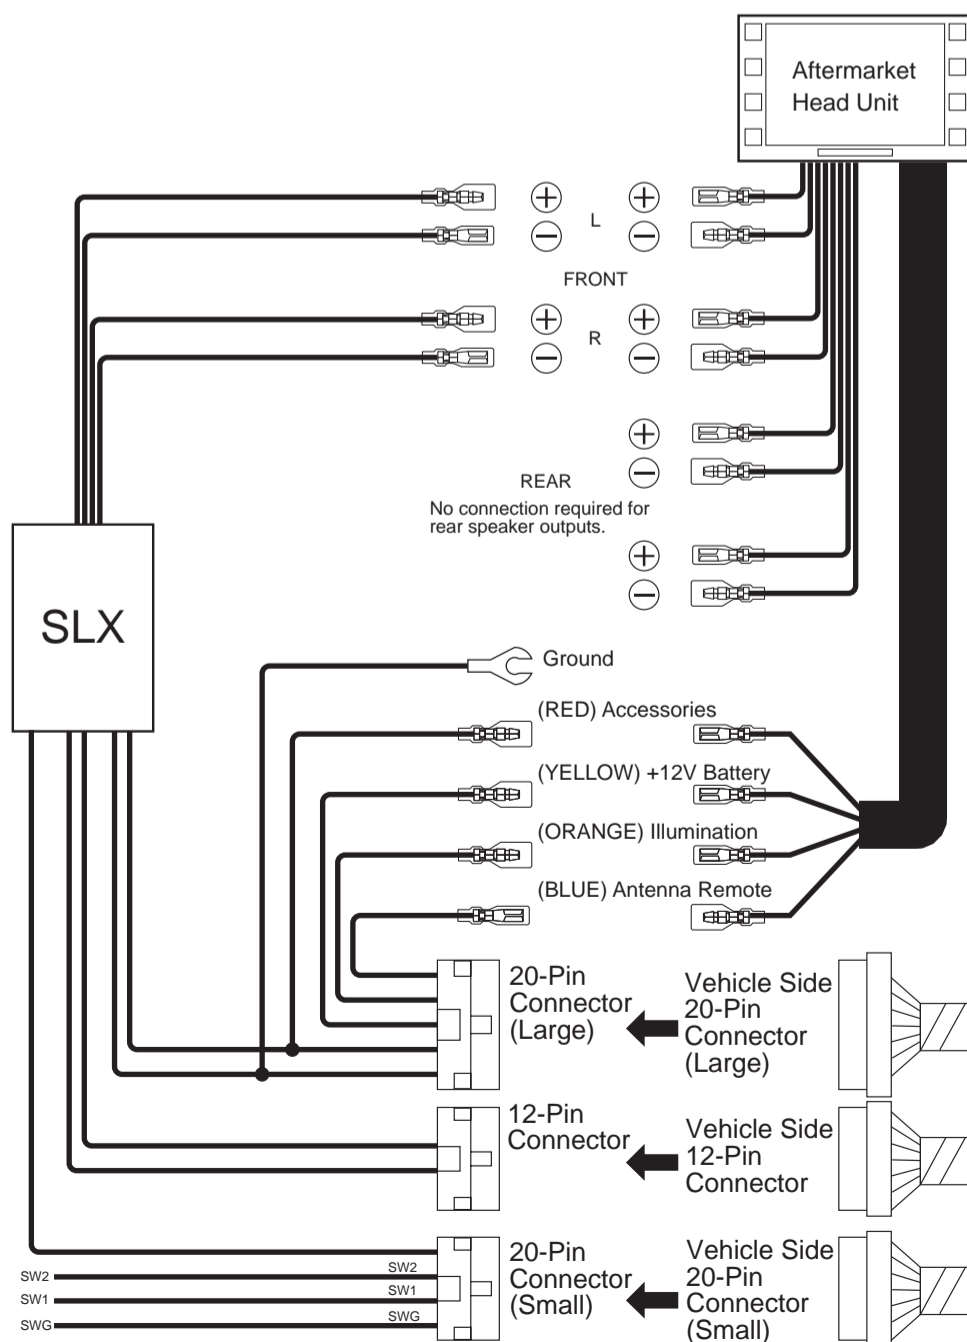 Aftermarket
Head Unit
+ +
L
− −
FRONT
+ +
R
− −
+
−
REAR
No connection required for
rear speaker outputs.
+
−
SLX
Ground
(RED) Accessories
(YELLOW) +12V Battery
(ORANGE) Illumination
(BLUE) Antenna Remote
20-Pin
Connector
(Large)
Vehicle Side
20-Pin
Connector
(Large)
12-Pin
Connector
Vehicle Side
12-Pin
Connector
20-Pin
Connector
(Small)
Vehicle Side
20-Pin
Connector
(Small)
SW2 SW2
SW1 SW1
SWG SWG